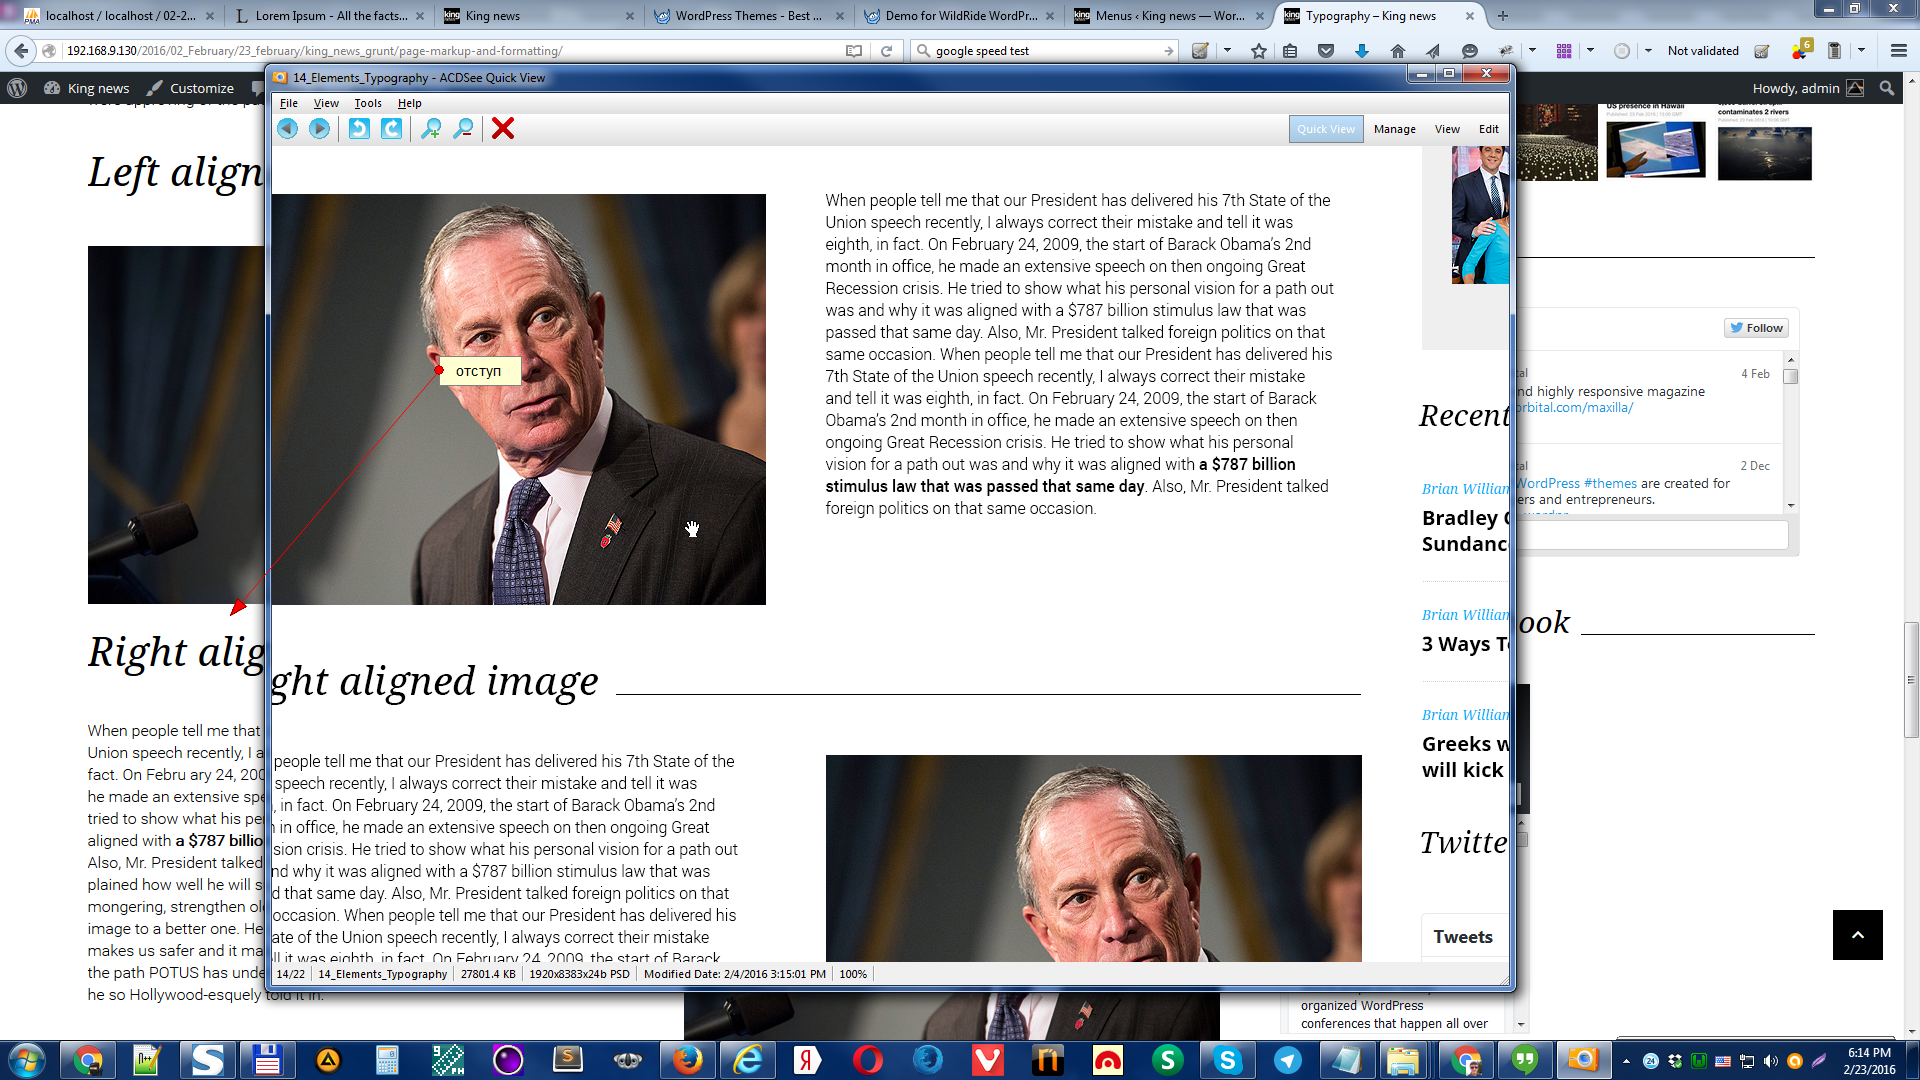 localhost / localhost / 02-2...
Lorem Ipsum - All the facts...
King news
WordPress Themes - Best ...
Demo for WildRide WordPr...
Menus ‹ King news — Wor...
Typography – King news
192.168.9.130/2016/02_February/23_february/king_news_grunt/page-markup-and-formatting/
google speed test
Not validated
6
King news
Customize
Howdy, admin
14_Elements_Typography - ACDSee Quick View
File View Tools Help
Quick View Manage View Edit
US presence in Hawaii
contaminates 2 rivers
Left align
When people tell me that our President has delivered his 7th State of the
Union speech recently, I always correct their mistake and tell it was
eighth, in fact. On February 24, 2009, the start of Barack Obama's 2nd
month in office, he made an extensive speech on then ongoing Great
Recession crisis. He tried to show what his personal vision for a path out
was and why it was aligned with a $787 billion stimulus law that was
passed that same day. Also, Mr. President talked foreign politics on that
same occasion. When people tell me that our President has delivered his
7th State of the Union speech recently, I always correct their mistake
and tell it was eighth, in fact. On February 24, 2009, the start of Barack
Obama's 2nd month in office, he made an extensive speech on then
ongoing Great Recession crisis. He tried to show what his personal
vision for a path out was and why it was aligned with a $787 billion
stimulus law that was passed that same day. Also, Mr. President talked
foreign politics on that same occasion.
отступ
Follow
tal 4 Feb
nd highly responsive magazine
orbital.com/maxilla/
tal 2 Dec
WordPress #themes are created for
ers and entrepreneurs.
Recent
Brian William
Bradley C
Sundance
Brian William
3 Ways T
ook
Brian William
Greeks w
will kick
Twitte
Tweets
Right alig
ght aligned image
When people tell me that
Union speech recently, I a
fact. On Febru ary 24, 200
he made an extensive spe
tried to show what his per
aligned with a $787 billio
Also, Mr. President talked
plained how well he will s
mongering, strengthen old
image to a better one. He
makes us safer and it ma
the path POTUS has unde
he so Hollywood-esquely told it in.
people tell me that our President has delivered his 7th State of the
speech recently, I always correct their mistake and tell it was
, in fact. On February 24, 2009, the start of Barack Obama's 2nd
in office, he made an extensive speech on then ongoing Great
sion crisis. He tried to show what his personal vision for a path out
nd why it was aligned with a $787 billion stimulus law that was
d that same day. Also, Mr. President talked foreign politics on that
occasion. When people tell me that our President has delivered his
ate of the Union speech recently, I always correct their mistake
ll it was eighth, in fact. On February 24, 2009, the start of Barack
14/22 14_Elements_Typography 27801.4 KB 1920x8383x24b PSD Modified Date: 2/4/2016 3:15:01 PM 100%
organized WordPress
conferences that happen all over
6:14 PM
2/23/2016